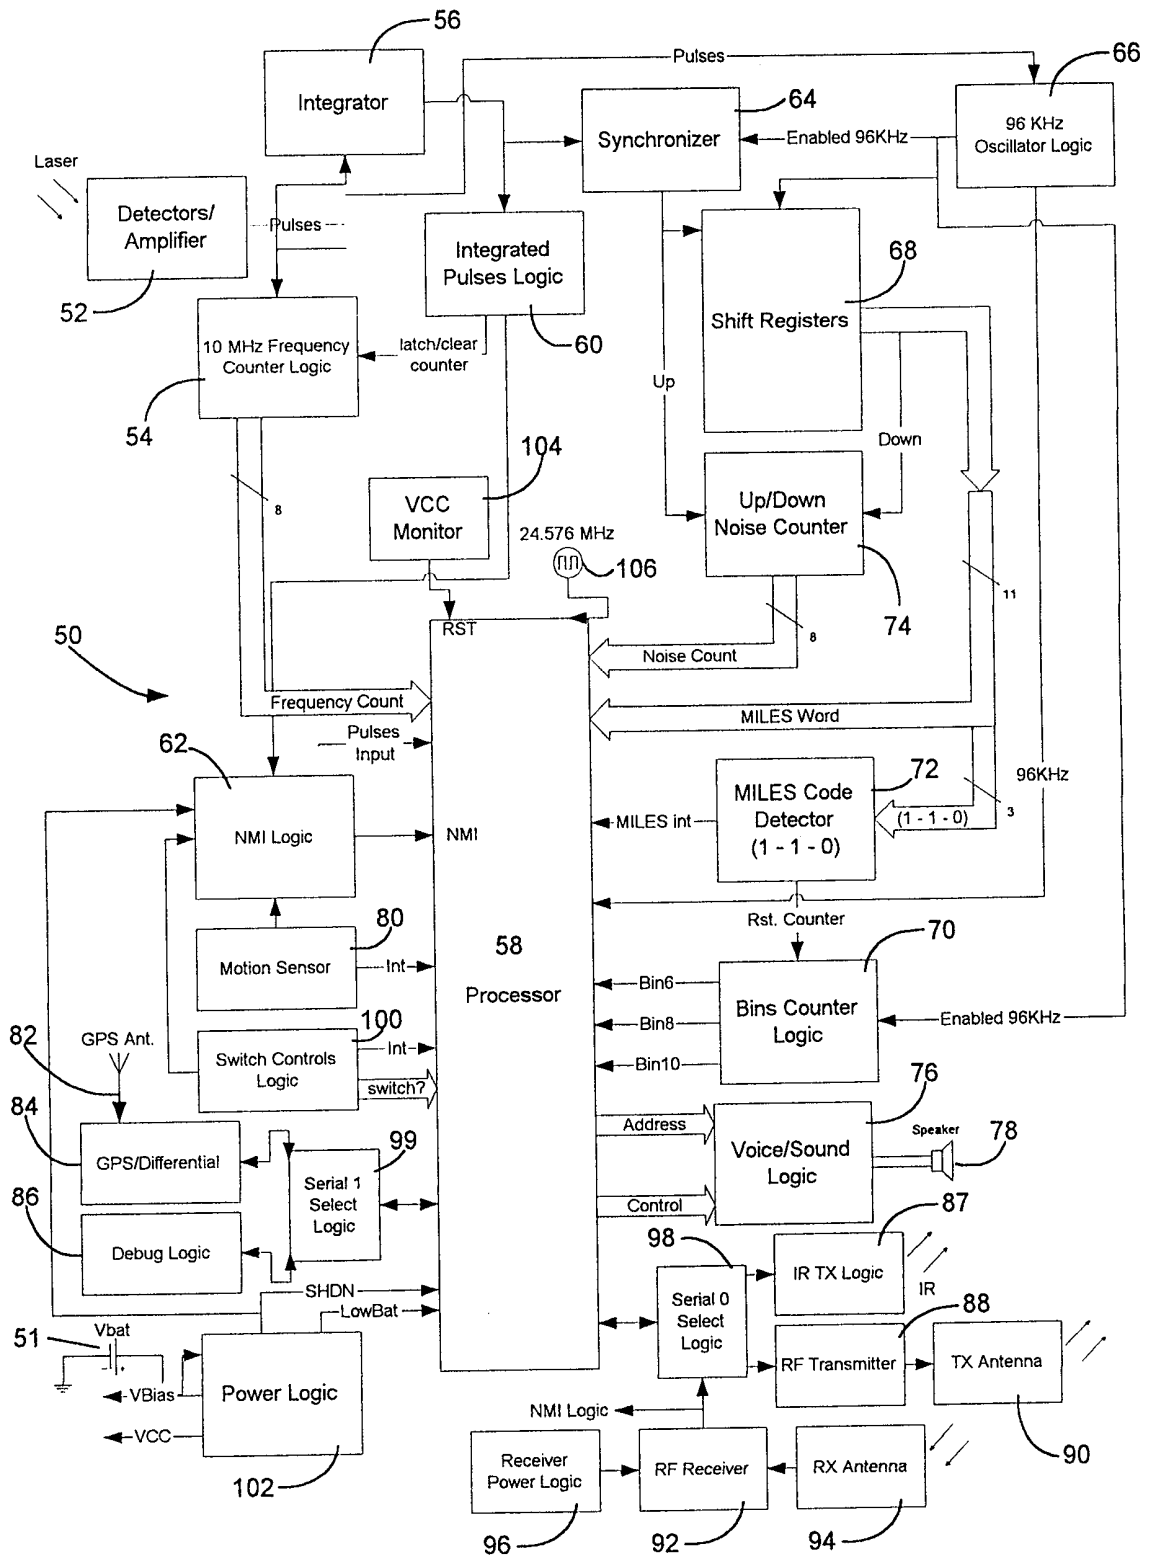 56
Pulses
66
Integrator
64
96 KHz
Oscillator Logic
Synchronizer
Enabled 96KHz
Laser
Detectors/
Amplifier
Pulses
52
Integrated
Pulses Logic
60
68
Shift Registers
10 MHz Frequency
Counter Logic
latch/clear
counter
54
Up
Down
8
104
VCC
Monitor
24.576 MHz
106
Up/Down
Noise Counter
74
11
8
50
RST
Noise Count
Frequency Count
MILES Word
Pulses
Input
62
72
96KHz
NMI Logic
NMI
MILES int
MILES Code
Detector
(1 - 1 - 0)
(1 - 1 - 0)
3
Rst. Counter
80
Motion Sensor
Int
58
Processor
70
Bin6
Bin8
Bin10
Bins Counter
Logic
Enabled 96KHz
82
GPS Ant.
100
Switch Controls
Logic
Int
switch?
76
84
GPS/Differential
99
Serial 1
Select
Logic
Address
Control
Voice/Sound
Logic
Speaker
78
86
Debug Logic
87
98
IR TX Logic
IR
SHDN
LowBat
Serial 0
Select
Logic
88
RF Transmitter
TX Antenna
90
51
Vbat
VBias
VCC
Power Logic
102
NMI Logic
Receiver
Power Logic
96
RF Receiver
92
RX Antenna
94